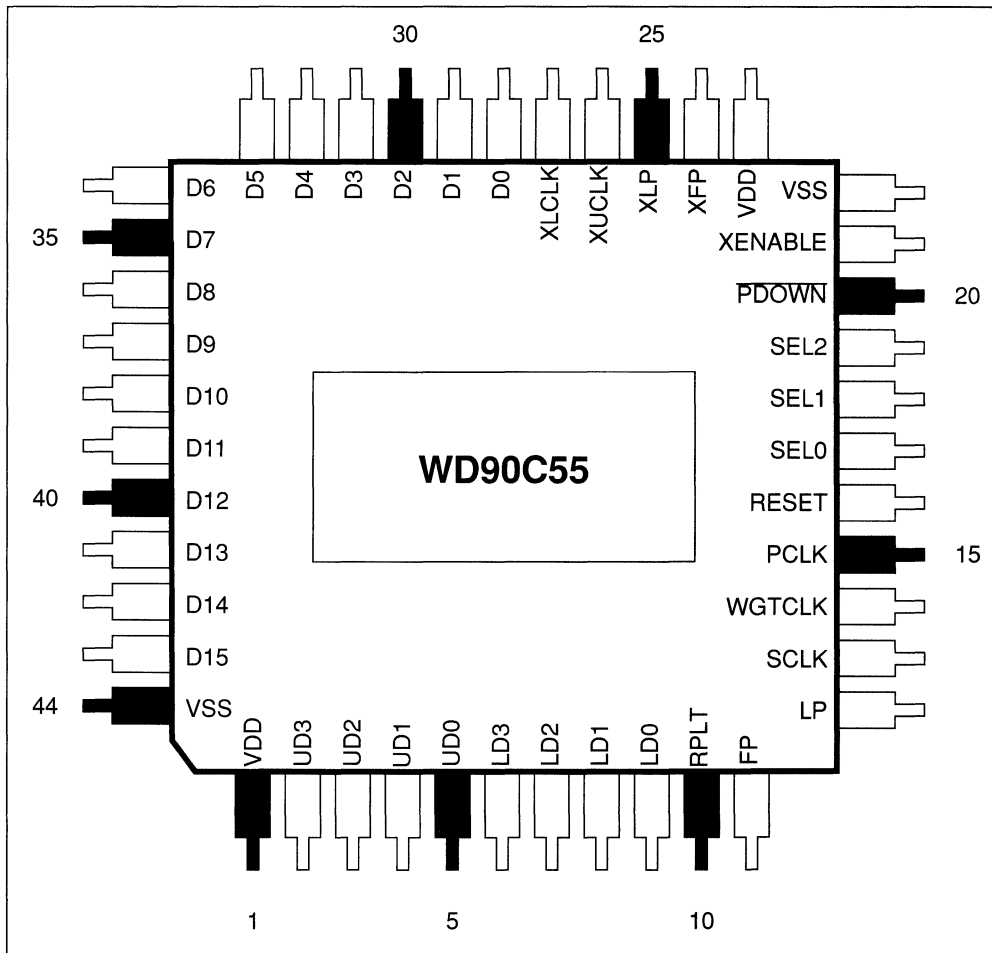 30 25
D5 D4 D3 D2 D1 D0 XLCLK XUCLK XLP XFP VDD
D6 VSS
35 D7 XENABLE
D8 PDOWN 20
D9 SEL2
D10 SEL1
D11 SEL0
WD90C55
40 D12 RESET
D13 PCLK 15
D14 WGTCLK
D15 SCLK
44 VSS LP
VDD UD3 UD2 UD1 UD0 LD3 LD2 LD1 LD0 RPLT FP
1 5 10